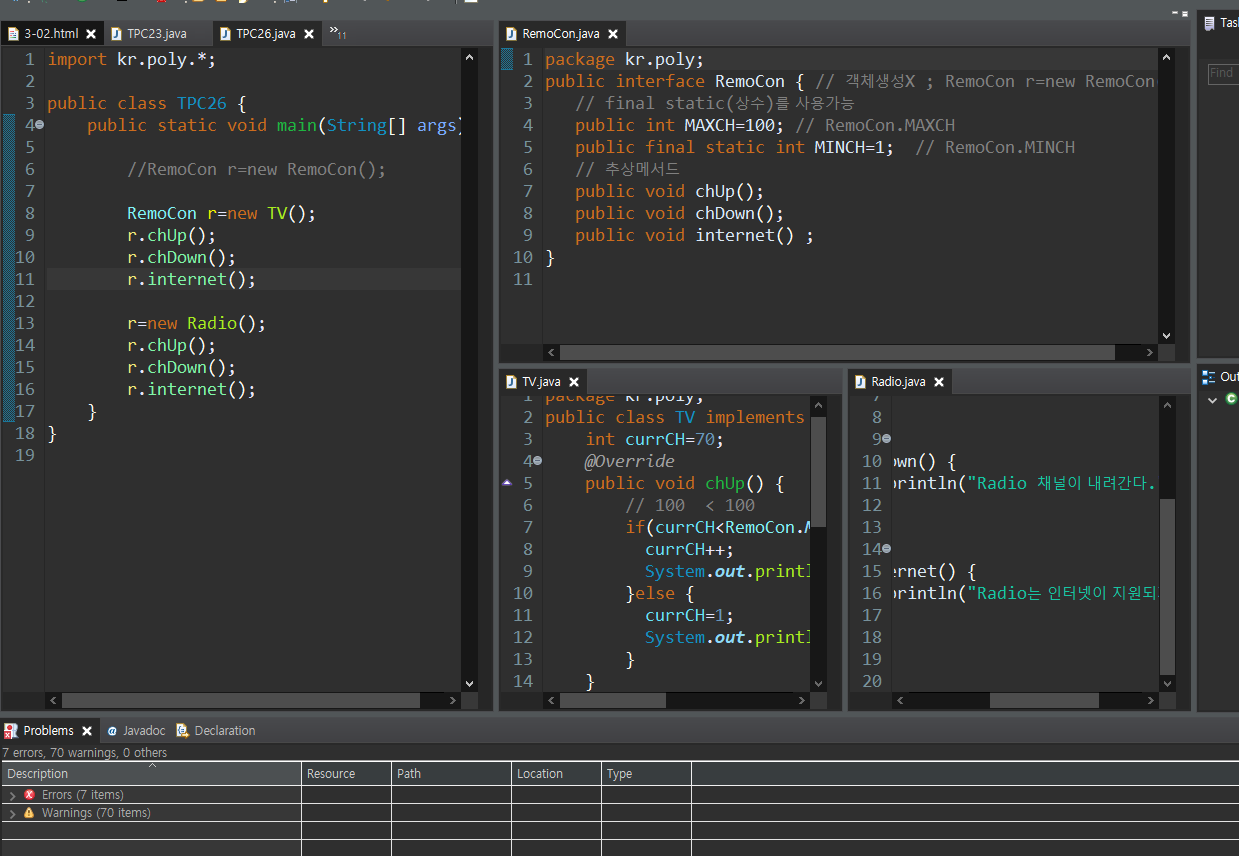 3-02.html
TPC23.java
TPC26.java
»11
1 import kr.poly.*;
2
3 public class TPC26 {
4 public static void main(String[] args)
5
6 //RemoCon r=new RemoCon();
7
8 RemoCon r=new TV();
9 r.chUp();
10 r.chDown();
11 r.internet();
12
13 r=new Radio();
14 r.chUp();
15 r.chDown();
16 r.internet();
17 }
18 }
19
RemoCon.java
1 package kr.poly;
2 public interface RemoCon { // 객체생성X ; RemoCon r=new RemoCon
3 // final static(상수)를 사용가능
4 public int MAXCH=100; // RemoCon.MAXCH
5 public final static int MINCH=1; // RemoCon.MINCH
6 // 추상메서드
7 public void chUp();
8 public void chDown();
9 public void internet() ;
10 }
11
TV.java
package kr.poly;
2 public class TV implements
3 int currCH=70;
4 @Override
5 public void chUp() {
6 // 100 < 100
7 if(currCH<RemoCon.
8 currCH++;
9 System.out.printl
10 }else {
11 currCH=1;
12 System.out.printl
13 }
14 }
Radio.java
7
8
9
10 own() {
11 println("Radio 채널이 내려간다.
12
13
14
15 ernet() {
16 println("Radio는 인터넷이 지원되
17
18
19
20
Task
Find
Out
Problems
Javadoc
Declaration
7 errors, 70 warnings, 0 others
Description Resource Path Location Type
Errors (7 items)
Warnings (70 items)